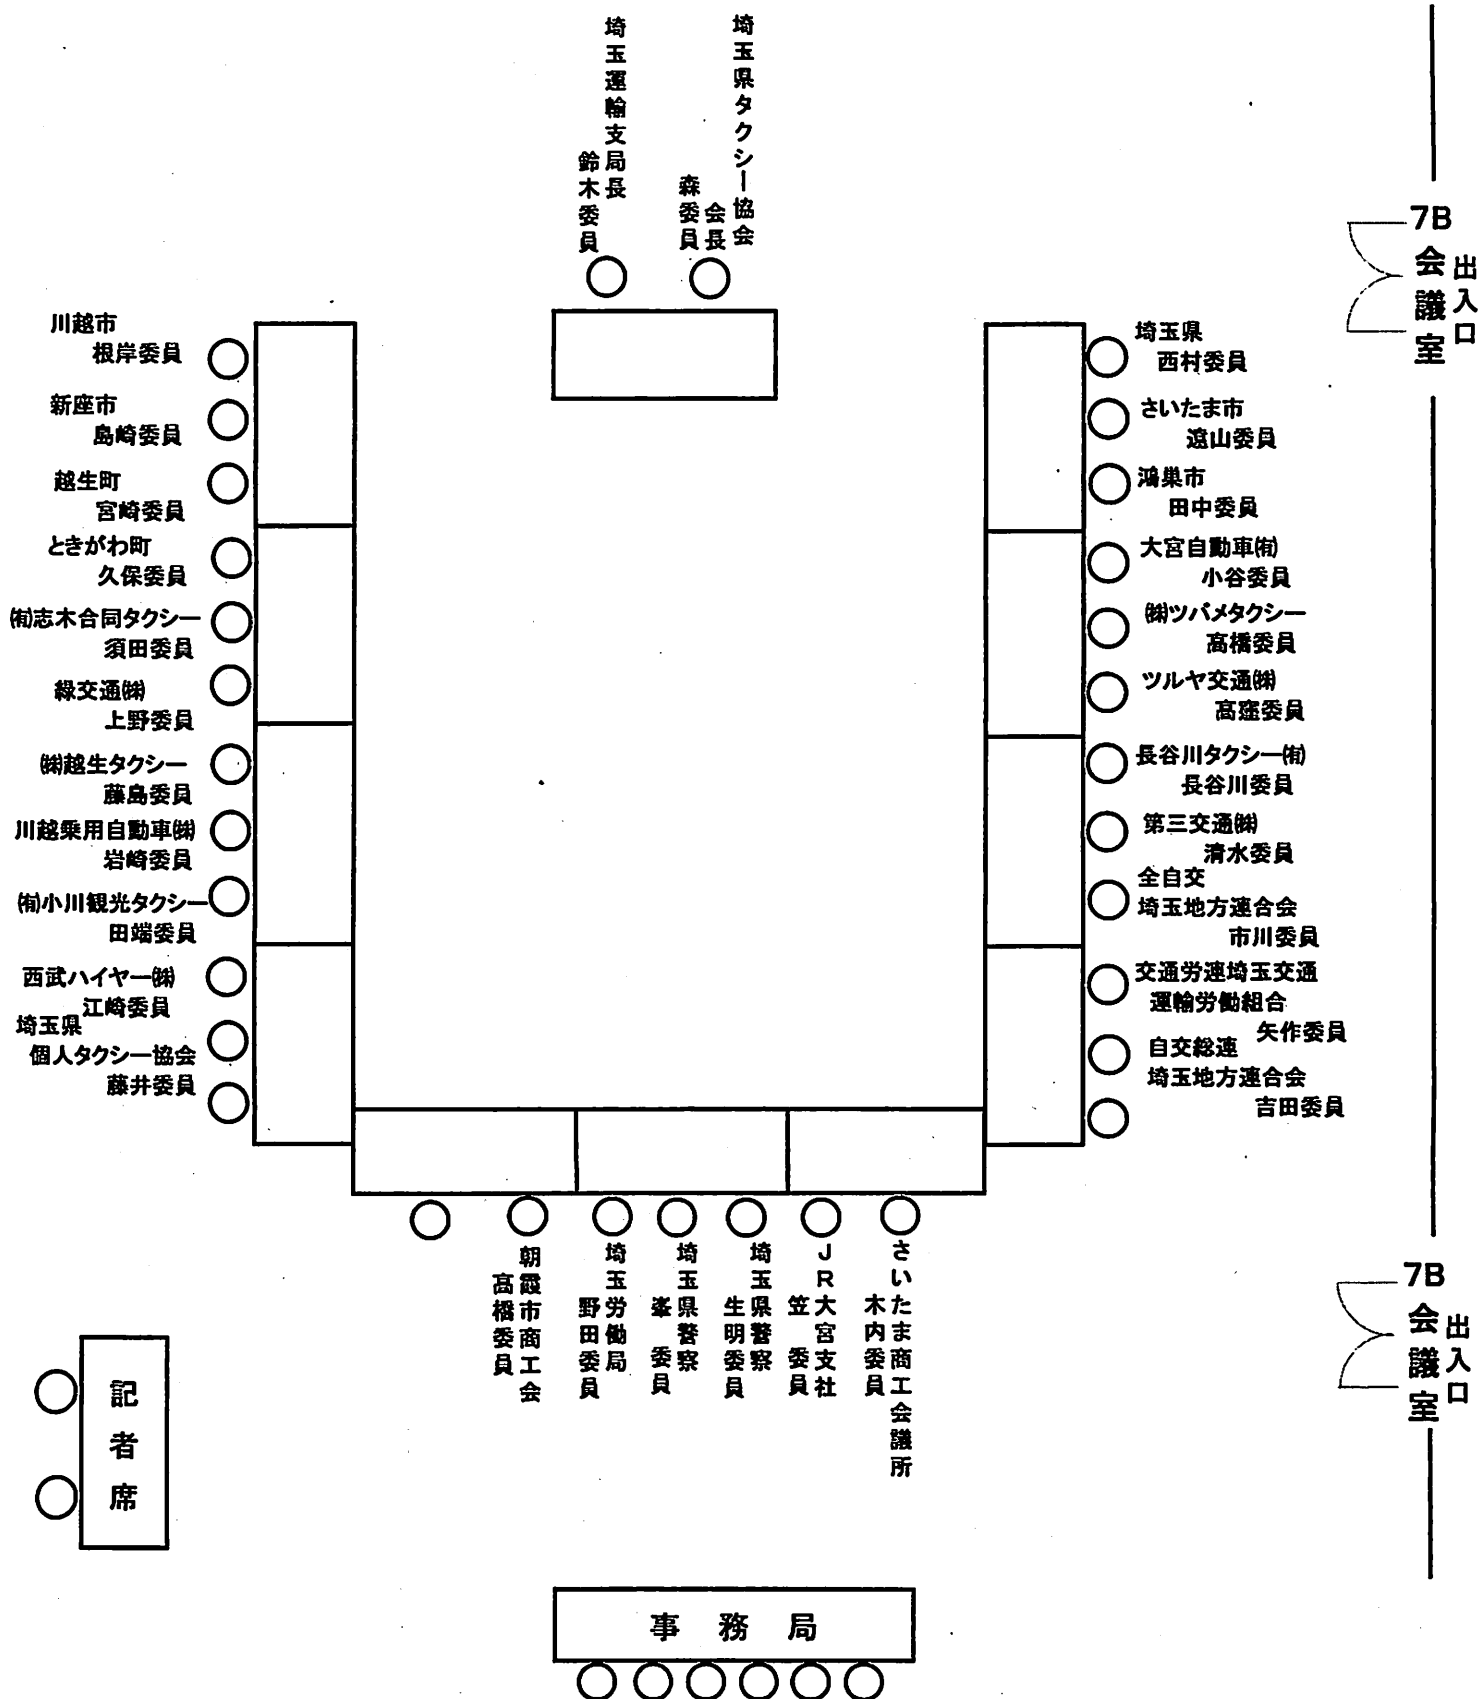 埼玉運輸支局長
鈴木委員
埼玉県タクシー協会
会長
森委員
7B
会議室
出入口
川越市
根岸委員
新座市
島崎委員
越生町
宮崎委員
ときがわ町
久保委員
㈲志木合同タクシー
須田委員
緑交通㈱
上野委員
㈱越生タクシー
藤島委員
川越乗用自動車㈱
岩崎委員
㈲小川観光タクシー
田端委員
西武ハイヤー㈱
江崎委員
埼玉県
個人タクシー協会
藤井委員
埼玉県
西村委員
さいたま市
遠山委員
鴻巣市
田中委員
大宮自動車㈲
小谷委員
㈱ツバメタクシー
高橋委員
ツルヤ交通㈱
髙窪委員
長谷川タクシー㈲
長谷川委員
第三交通㈱
清水委員
全自交
埼玉地方連合会
市川委員
交通労連埼玉交通
運輸労働組合
矢作委員
自交総連
埼玉地方連合会
吉田委員
朝霞市商工会
高橋委員
埼玉労働局
野田委員
埼玉県警察
峯 委員
埼玉県警察
生明委員
JR大宮支社
笠 委員
さいたま商工会議所
木内委員
7B
会議室
出入口
記者席
事務局